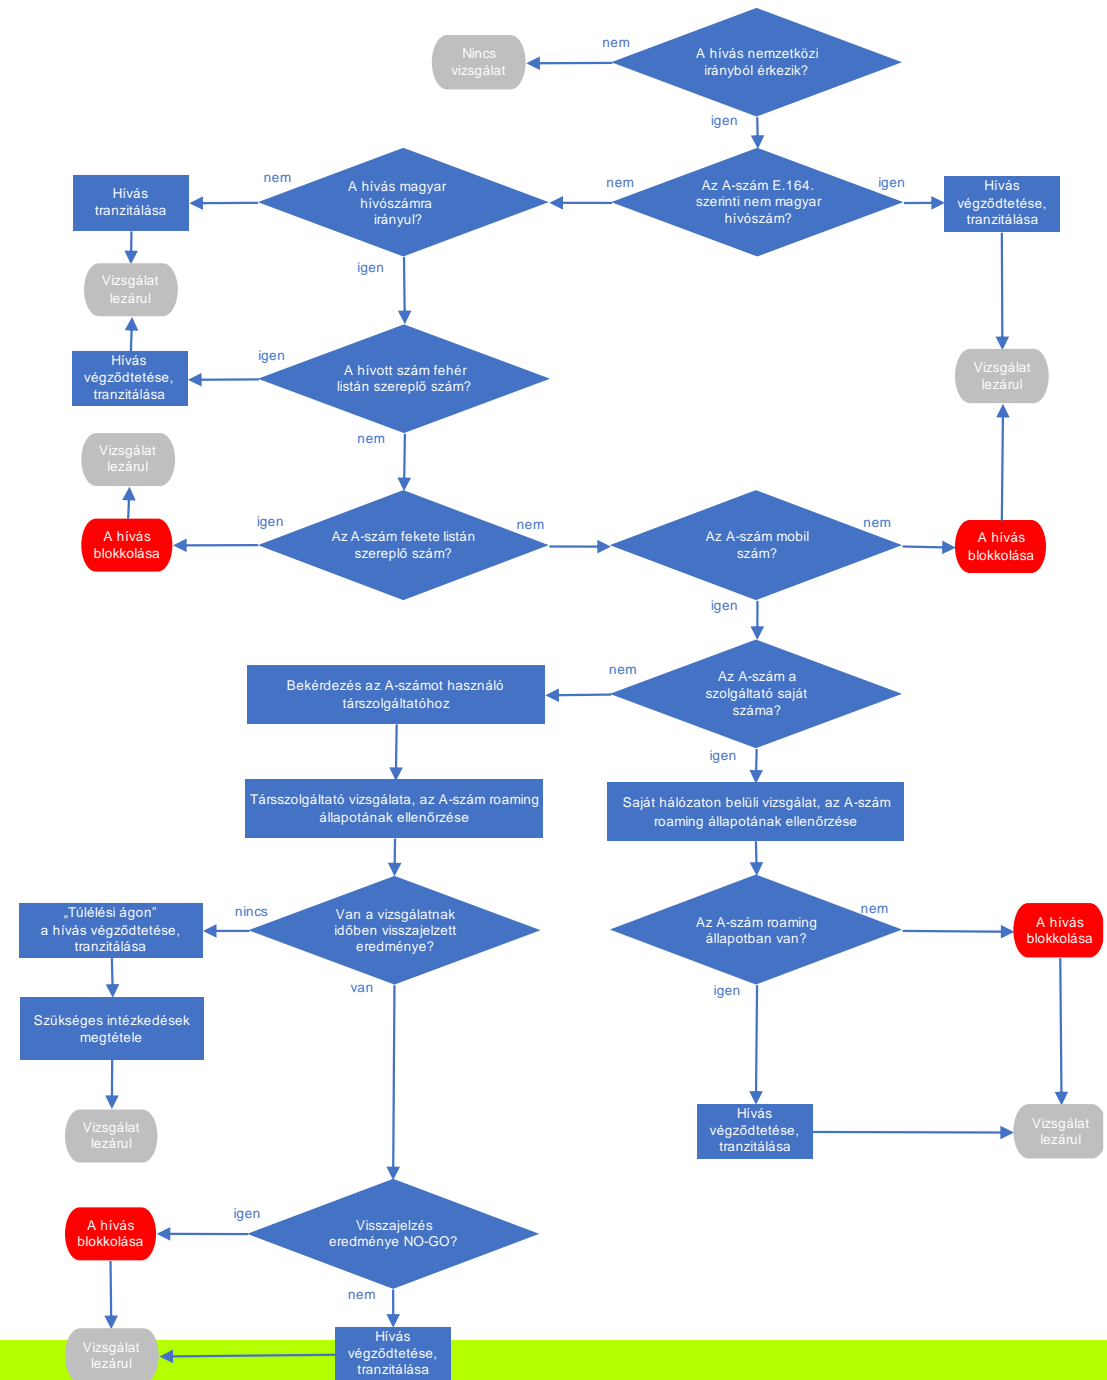 nem
Nincs
vizsgálat
A hívás nemzetközi
irányból érkezik?
igen
nem
A hívás magyar
hívószámra
irányul?
nem
Az A-szám E.164.
szerinti nem magyar
hívószám?
igen
Hívás
tranzitálása
Hívás
végződtetése,
tranzitálása
igen
Vizsgálat
lezárul
igen
Hívás
végződtetése,
tranzitálása
A hívott szám fehér
listán szereplő szám?
Vizsgálat
lezárul
nem
Vizsgálat
lezárul
igen
Az A-szám fekete listán
szereplő szám?
nem
Az A-szám mobil
szám?
nem
A hívás
blokkolása
A hívás
blokkolása
igen
nem
Az A-szám a
szolgáltató saját
száma?
Bekérdezés az A-számot használó
társzolgáltatóhoz
igen
Társszolgáltató vizsgálata, az A-szám roaming
állapotának ellenőrzése
Saját hálózaton belüli vizsgálat, az A-szám
roaming állapotának ellenőrzése
nincs
„Túlélési ágon”
a hívás végződtetése,
tranzitálása
Van a vizsgálatnak
időben visszajelzett
eredménye?
Az A-szám roaming
állapotban van?
nem
A hívás
blokkolása
van
igen
Szükséges intézkedések
megtétele
Vizsgálat
lezárul
Hívás
végződtetése,
tranzitálása
Vizsgálat
lezárul
igen
A hívás
blokkolása
Visszajelzés
eredménye NO-GO?
nem
Vizsgálat
lezárul
Hívás
végződtetése,
tranzitálása